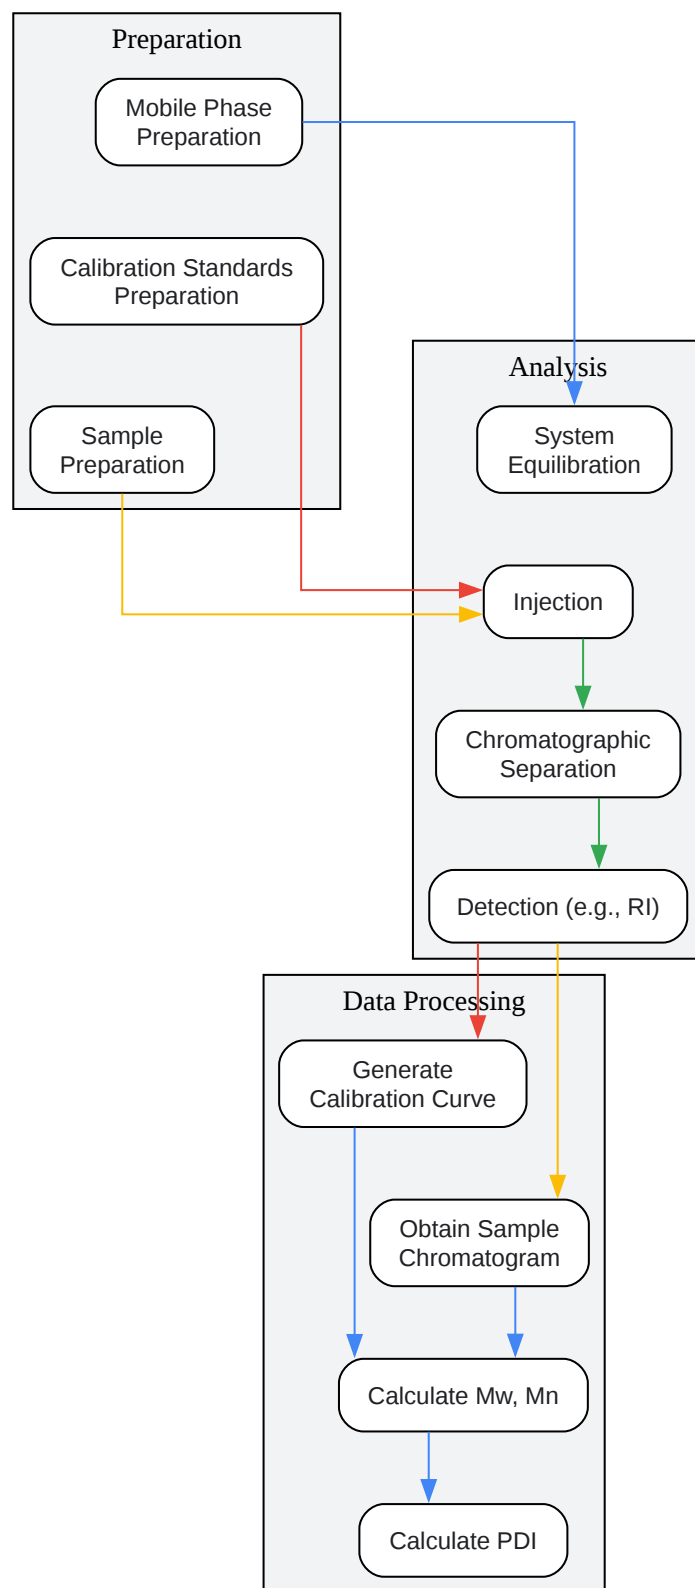 Preparation
Mobile Phase
Preparation
Calibration Standards
Preparation
Sample
Preparation
Analysis
System
Equilibration
Injection
Chromatographic
Separation
Detection (e.g., RI)
Data Processing
Generate
Calibration Curve
Obtain Sample
Chromatogram
Calculate Mw, Mn
Calculate PDI